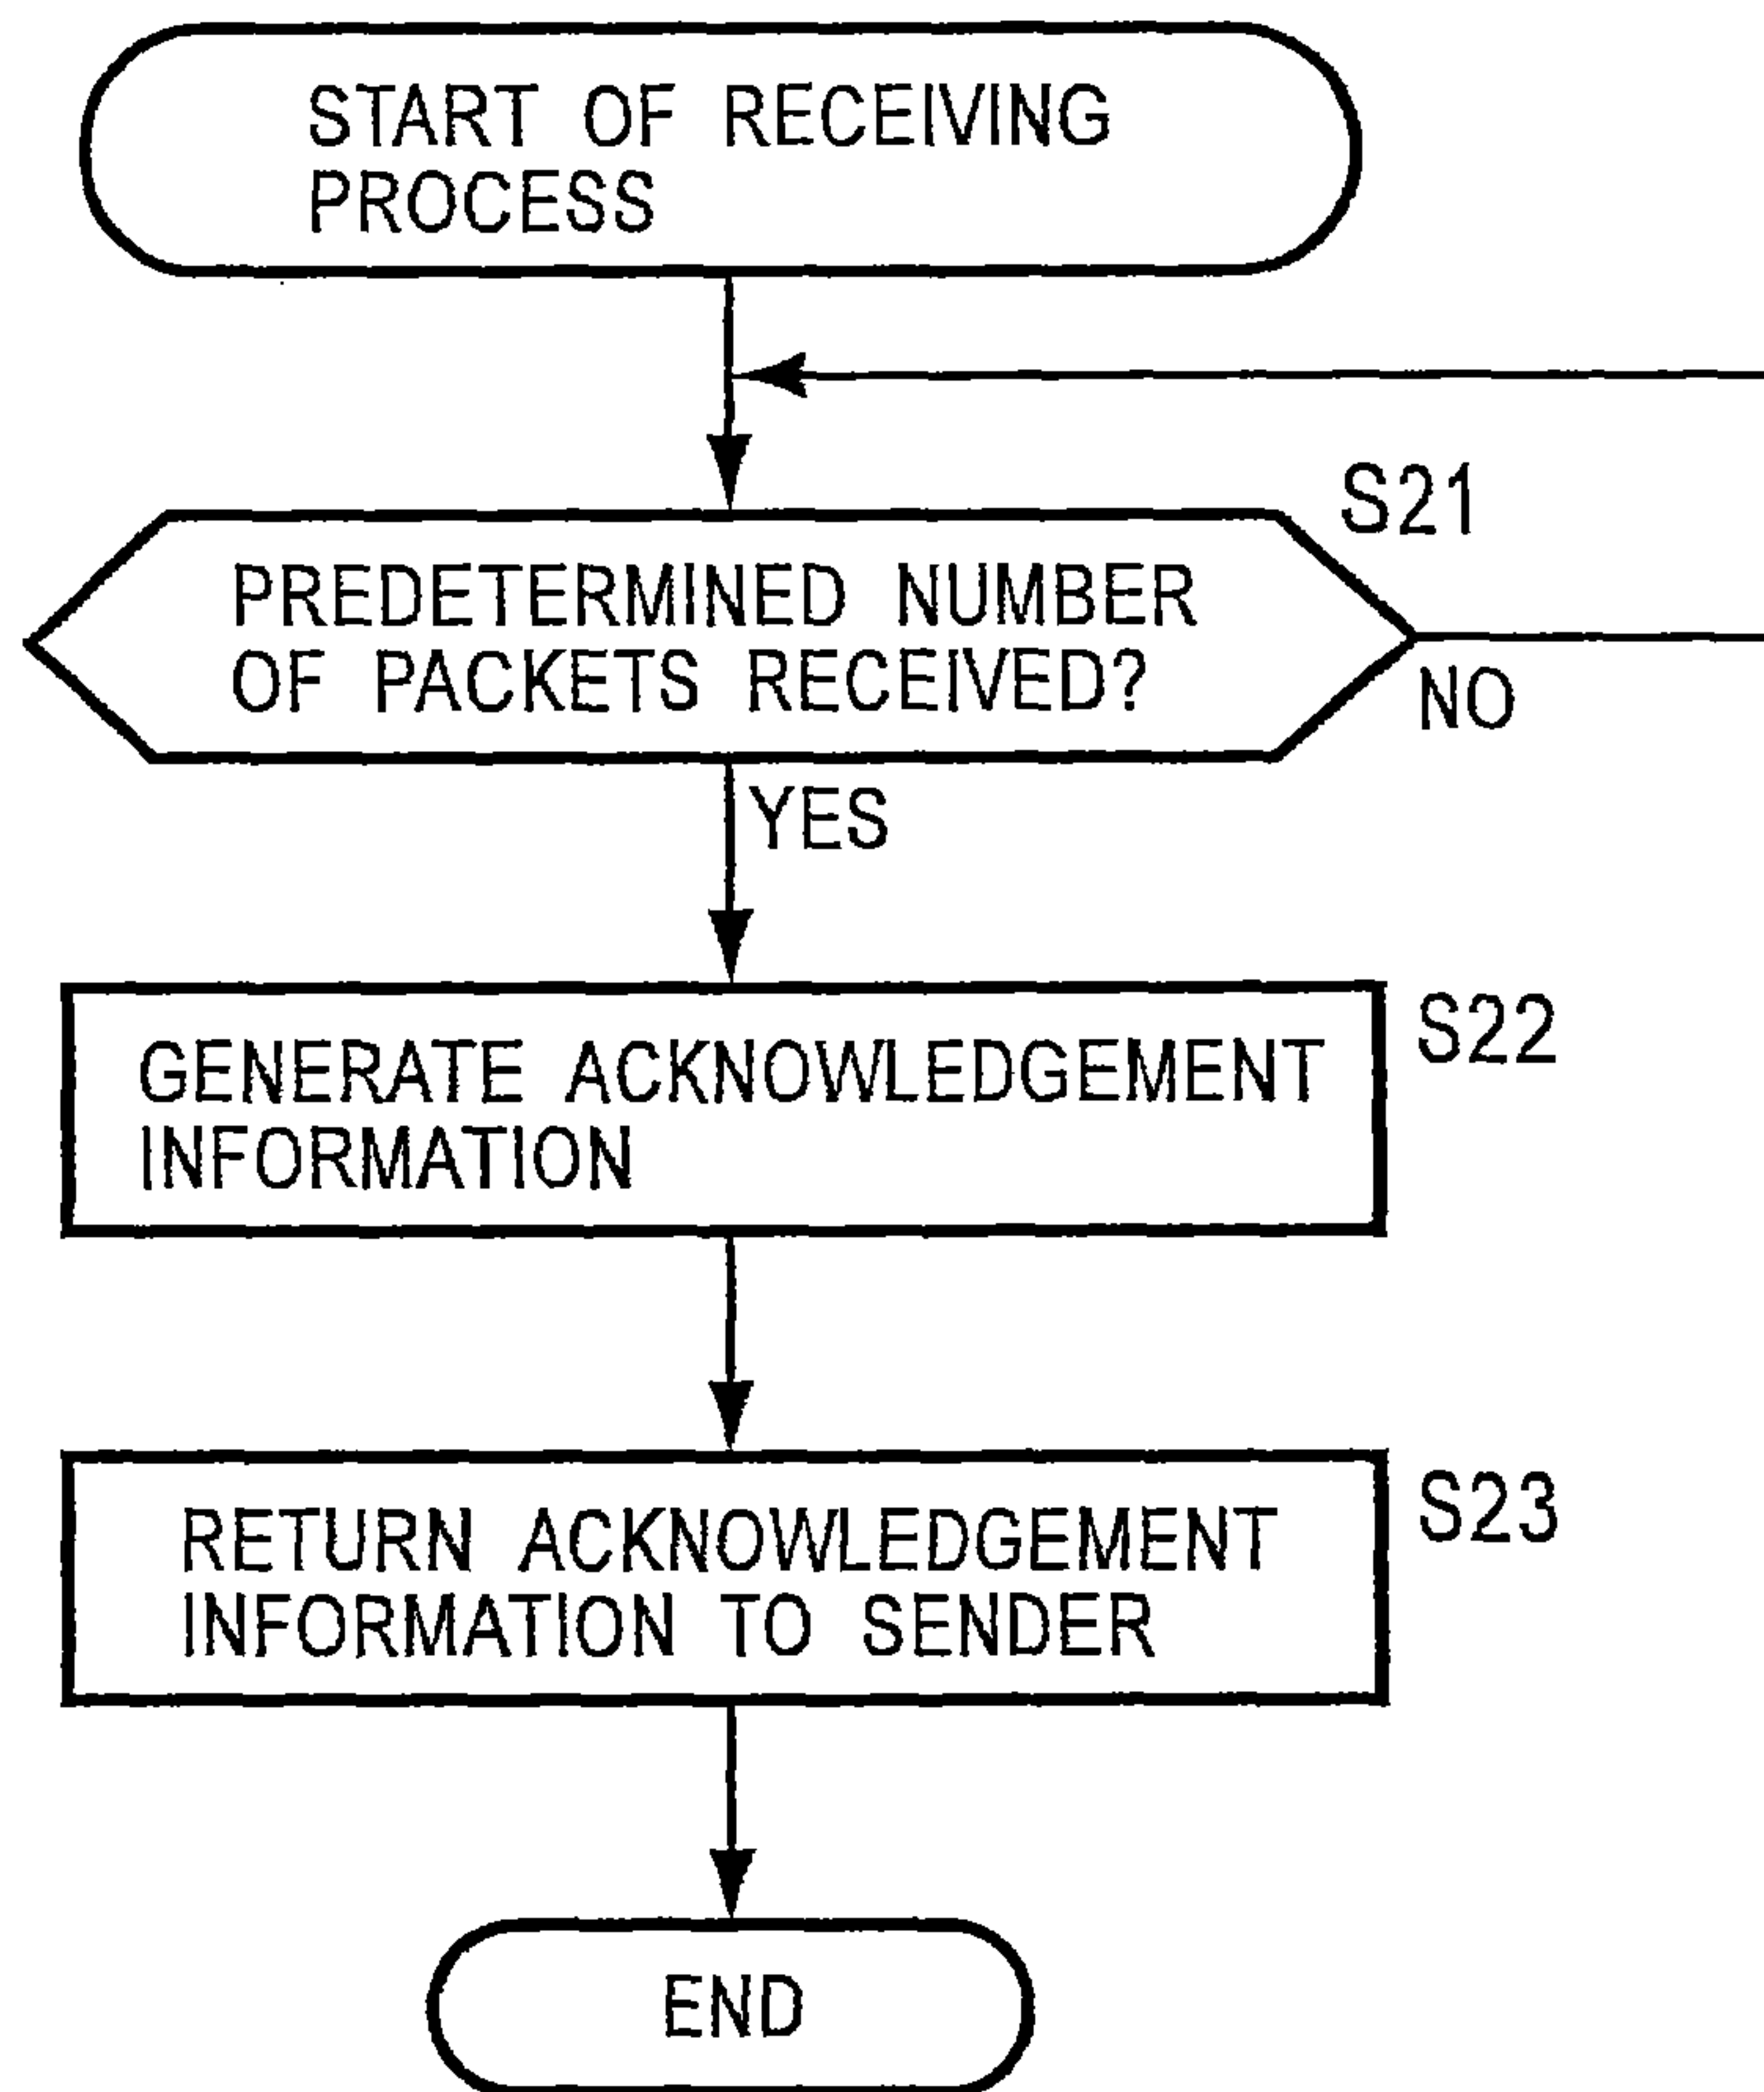 START OF RECEIVING
PROCESS
S21
PREDETERMINED NUMBER
OF PACKETS RECEIVED?
NO
YES
S22
GENERATE ACKNOWLEDGEMENT
INFORMATION
S23
RETURN ACKNOWLEDGEMENT
INFORMATION TO SENDER
END